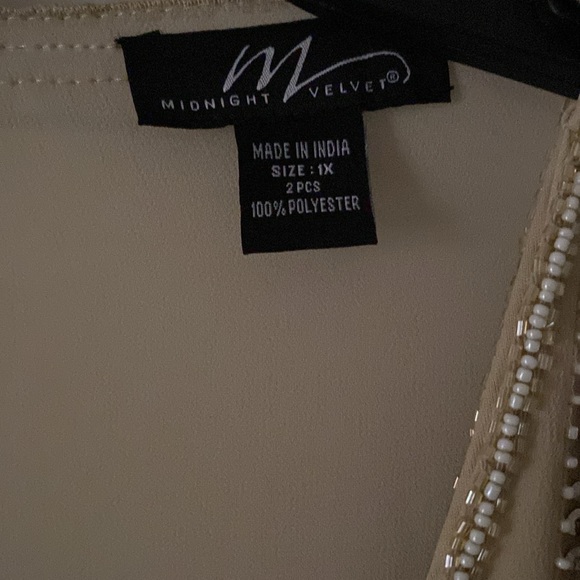 M
MIDNIGHT VELVET®
MADE IN INDIA
SIZE : 1X
2 PCS
100% POLYESTER